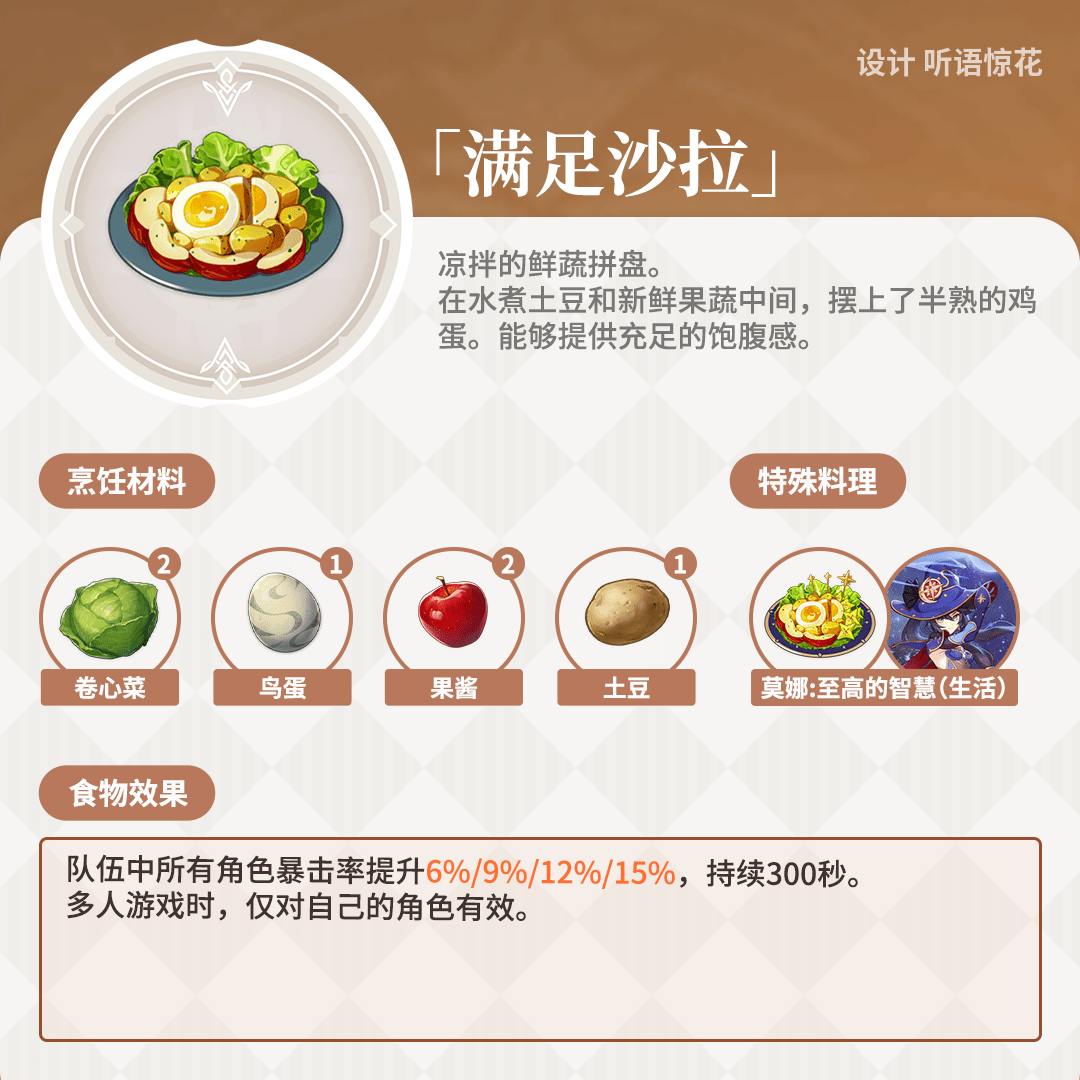 设计 听语惊花
「满足沙拉」
凉拌的鲜蔬拼盘。
在水煮土豆和新鲜果蔬中间，摆上了半熟的鸡
蛋。能够提供充足的饱腹感。
烹饪材料
特殊料理
2
1
2
1
卷心菜
鸟蛋
果酱
土豆
莫娜:至高的智慧(生活)
食物效果
队伍中所有角色暴击率提升6%/9%/12%/15%，持续300秒。
多人游戏时，仅对自己的角色有效。